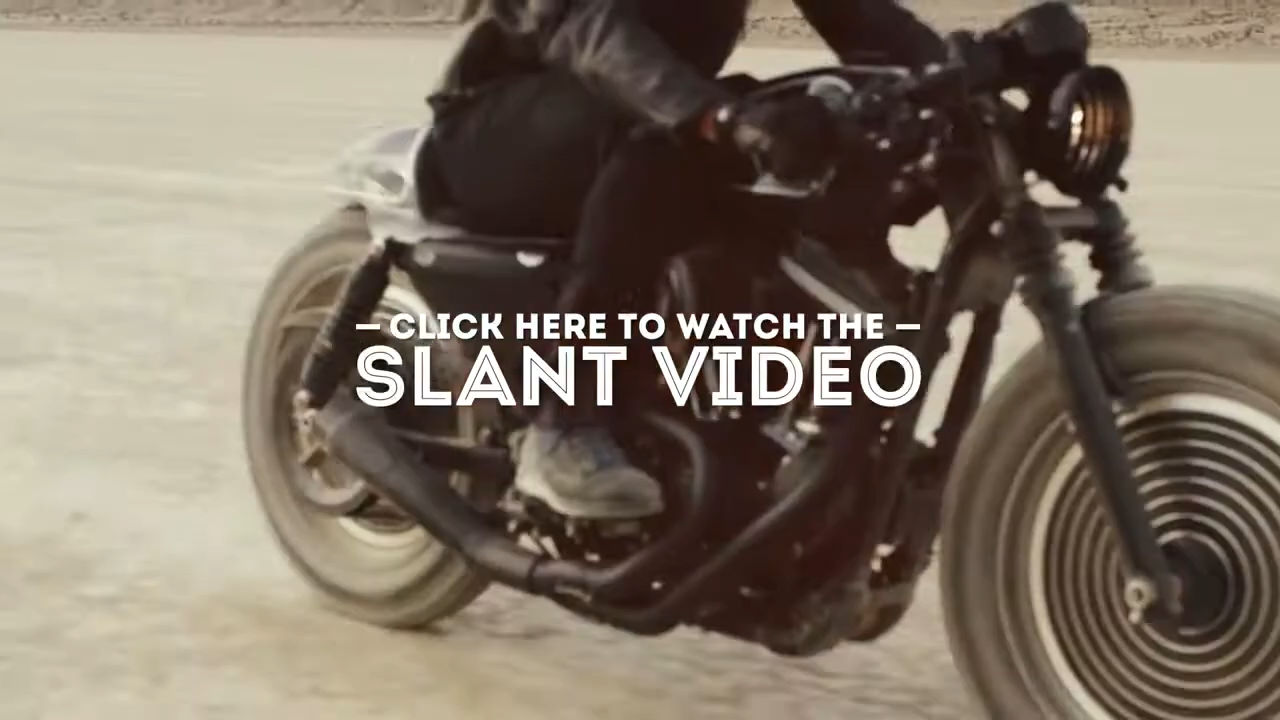 – CLICK HERE TO WATCH THE –
SLANT VIDEO